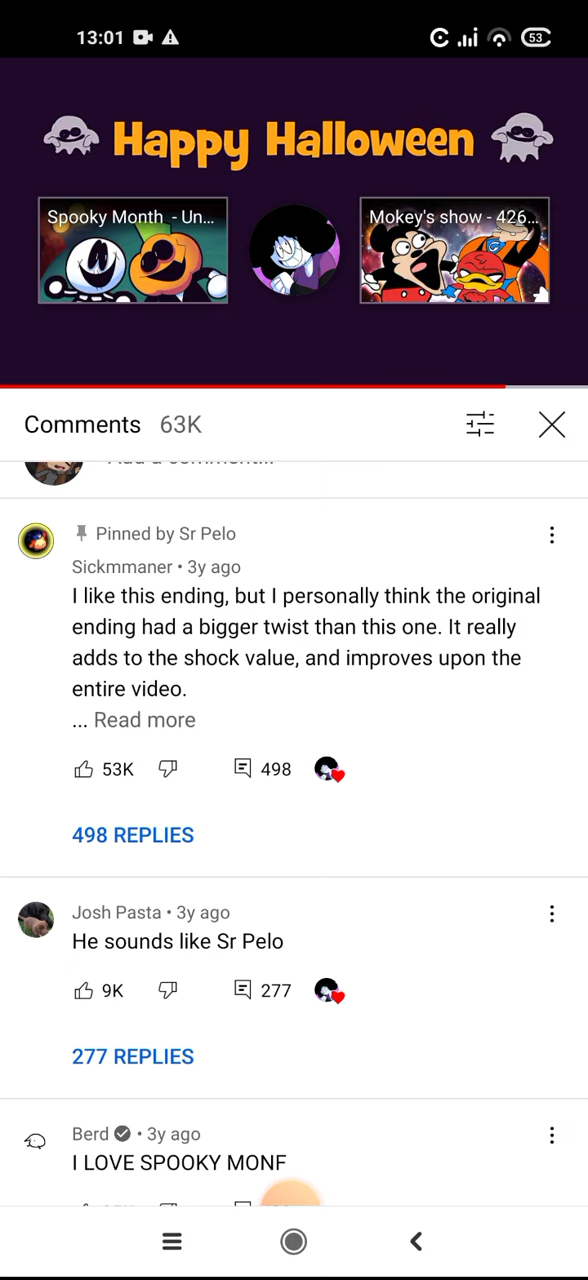 13:01
53
Happy Halloween
Spooky Month - Un...
Mokey's show - 426...
Comments 63K
Pinned by Sr Pelo
Sickmmaner • 3y ago
I like this ending, but I personally think the original
ending had a bigger twist than this one. It really
adds to the shock value, and improves upon the
entire video.
... Read more
53K 498
498 REPLIES
Josh Pasta • 3y ago
He sounds like Sr Pelo
9K 277
277 REPLIES
Berd • 3y ago
I LOVE SPOOKY MONF